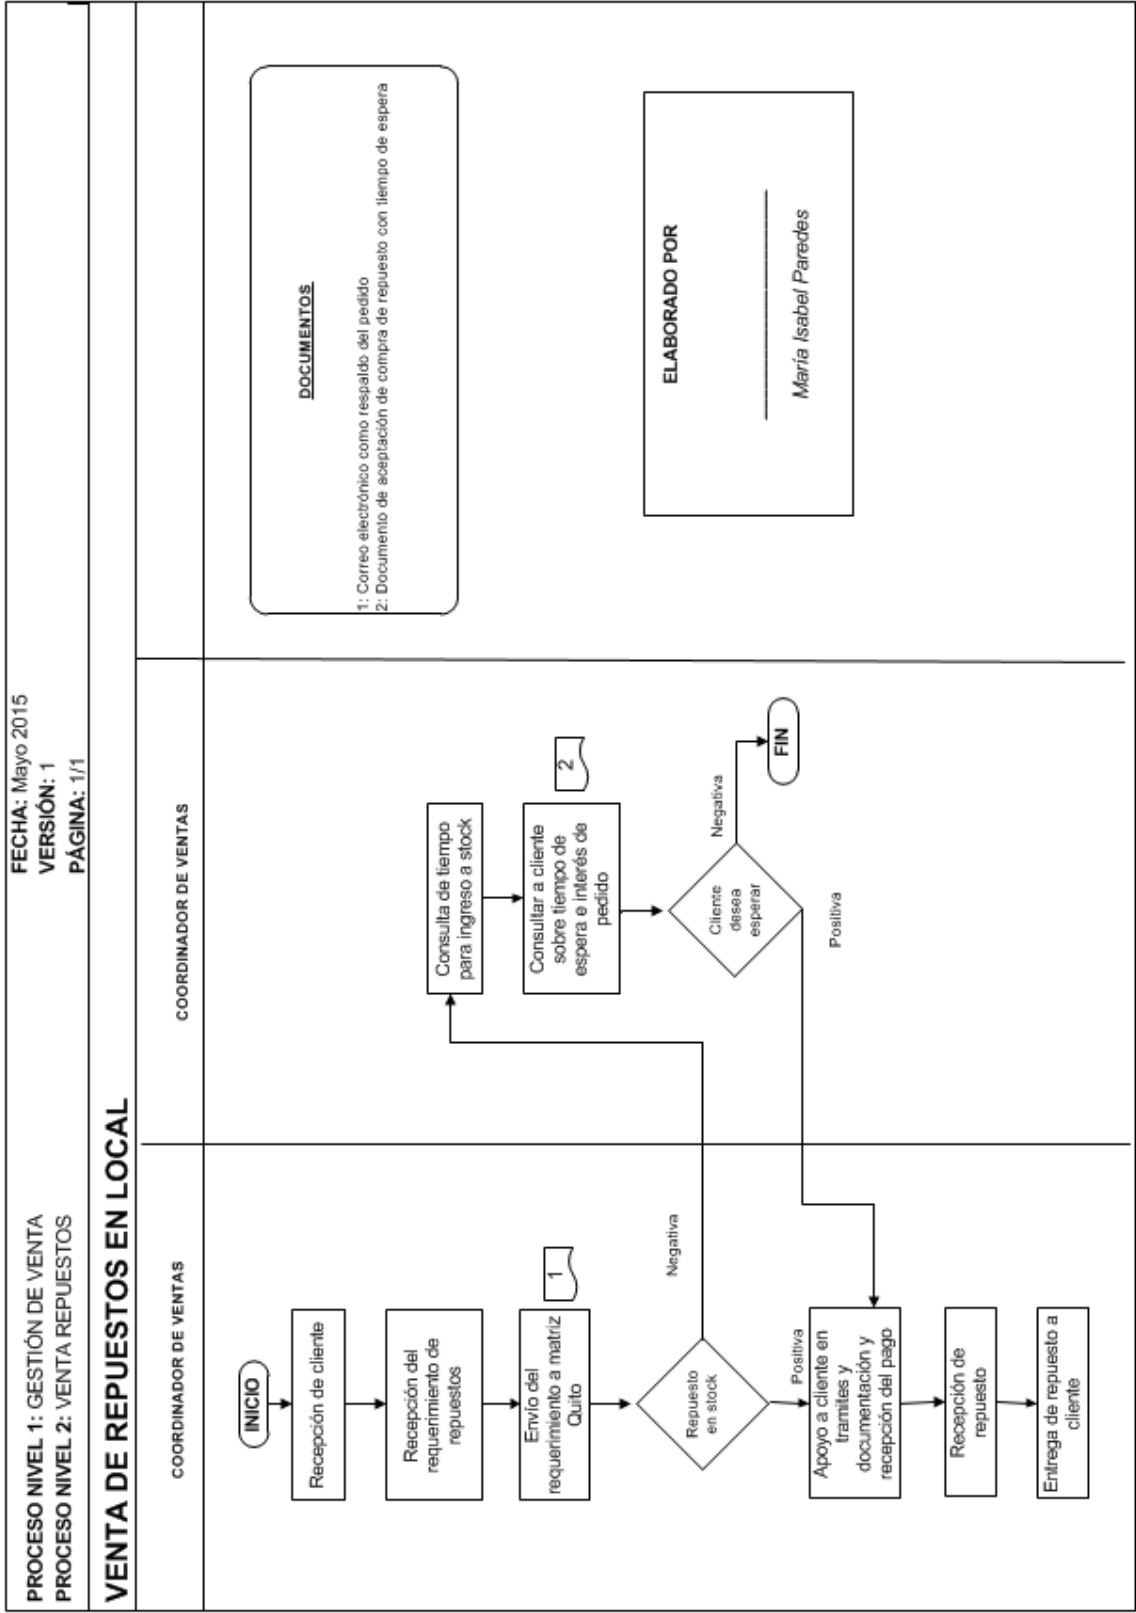 PROCESO NIVEL 1: GESTIÓN DE VENTA
PROCESO NIVEL 2: VENTA REPUESTOS
FECHA: Mayo 2015
VERSIÓN: 1
PÁGINA: 1/1
VENTA DE REPUESTOS EN LOCAL
COORDINADOR DE VENTAS
INICIO
Recepción de cliente
Recepción del
requerimiento de
repuestos
Envío del
requerimiento a matriz
Quito
1
Repuesto
en stock
Negativa
Positiva
Apoyo a cliente en
tramites y
documentación y
recepción del pago
Recepción de
repuesto
Entrega de repuesto a
cliente
COORDINADOR DE VENTAS
Consulta de tiempo
para ingreso a stock
Consultar a cliente
sobre tiempo de
espera e interés de
pedido
2
Cliente
desea
esperar
Negativa
Positiva
FIN
DOCUMENTOS
1: Correo electrónico como respaldo del pedido
2: Documento de aceptación de compra de repuesto con tiempo de espera
ELABORADO POR
María Isabel Paredes